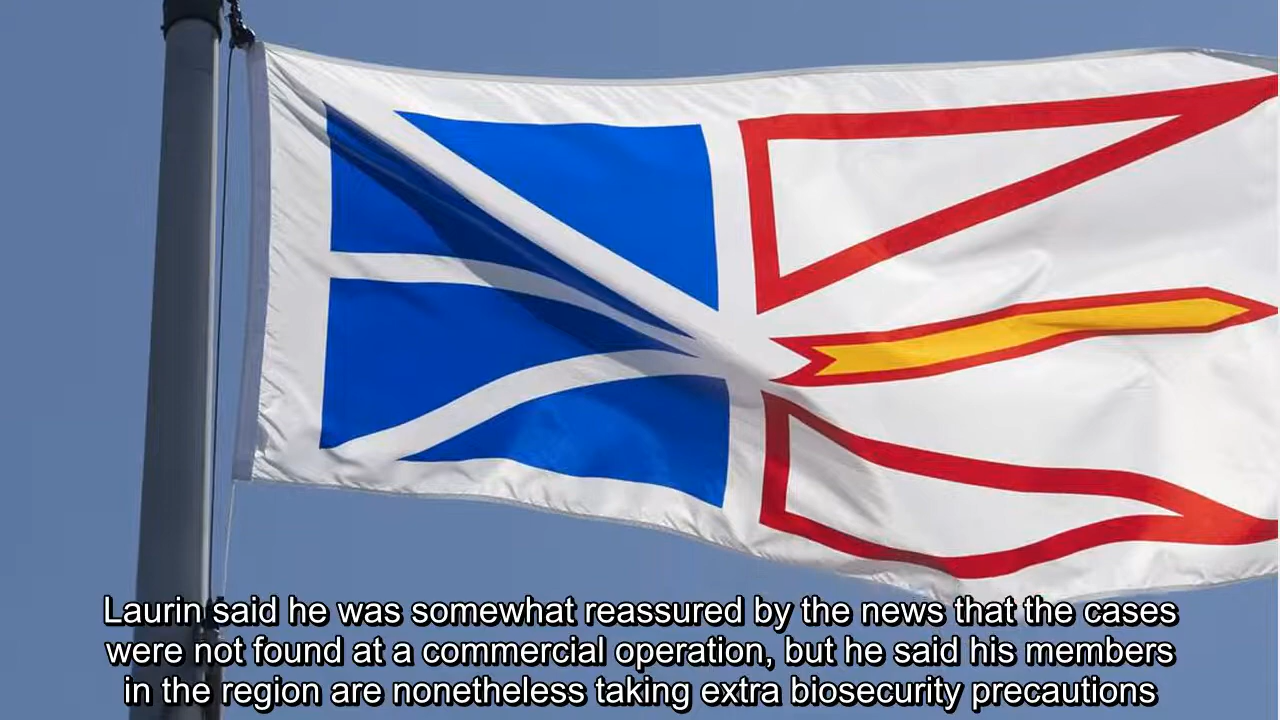 Laurin said he was somewhat reassured by the news that the cases
were not found at a commercial operation, but he said his members
in the region are nonetheless taking extra biosecurity precautions